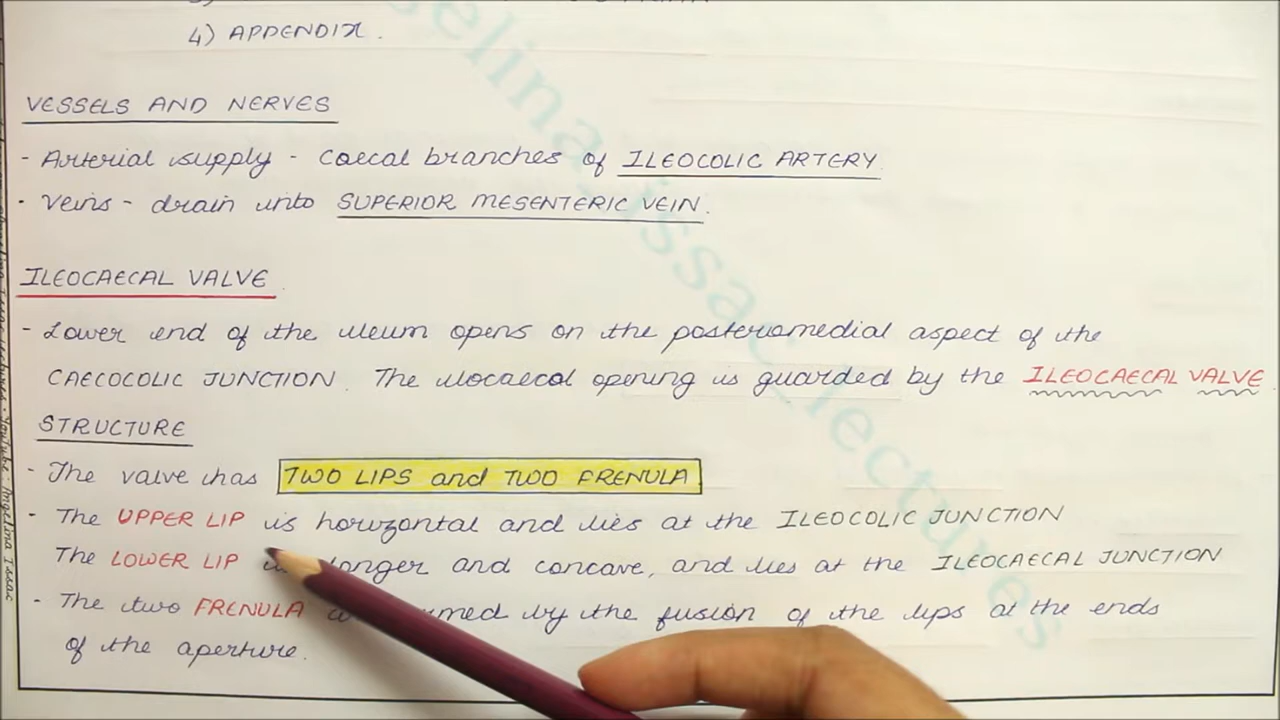 4) APPENDIX.
VESSELS AND NERVES
- Arterial supply - Caecal branches of ILEOCOLIC ARTERY.
- Veins - drain into SUPERIOR MESENTERIC VEIN.
ILEOCAECAL VALVE
- Lower end of the ileum opens on the posteriomedial aspect of the
CAECOCOLIC JUNCTION. The ilocaecal opening is guarded by the ILEOCAECAL VALVE.
STRUCTURE
- The valve has TWO LIPS and TWO FRENULA.
- The UPPER LIP is horizontal and lies at the ILEOCOLIC JUNCTION
The LOWER LIP longer and concave, and lies at the ILEOCAECAL JUNCTION
- The two FRENULA by the fusion of the lips at the ends
of the aperture.
selina_issac_lectures